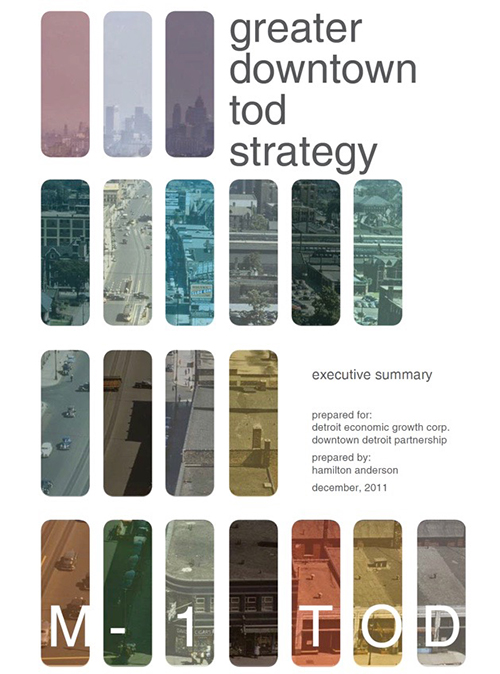 greater
downtown
tod
strategy
executive summary
prepared for:
detroit economic growth corp.
downtown detroit partnership
prepared by:
hamilton anderson
december, 2011
M - 1 TOD